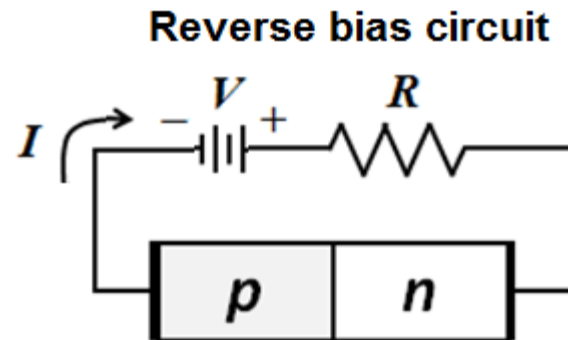 Reverse bias circuit
I − V + R
p n